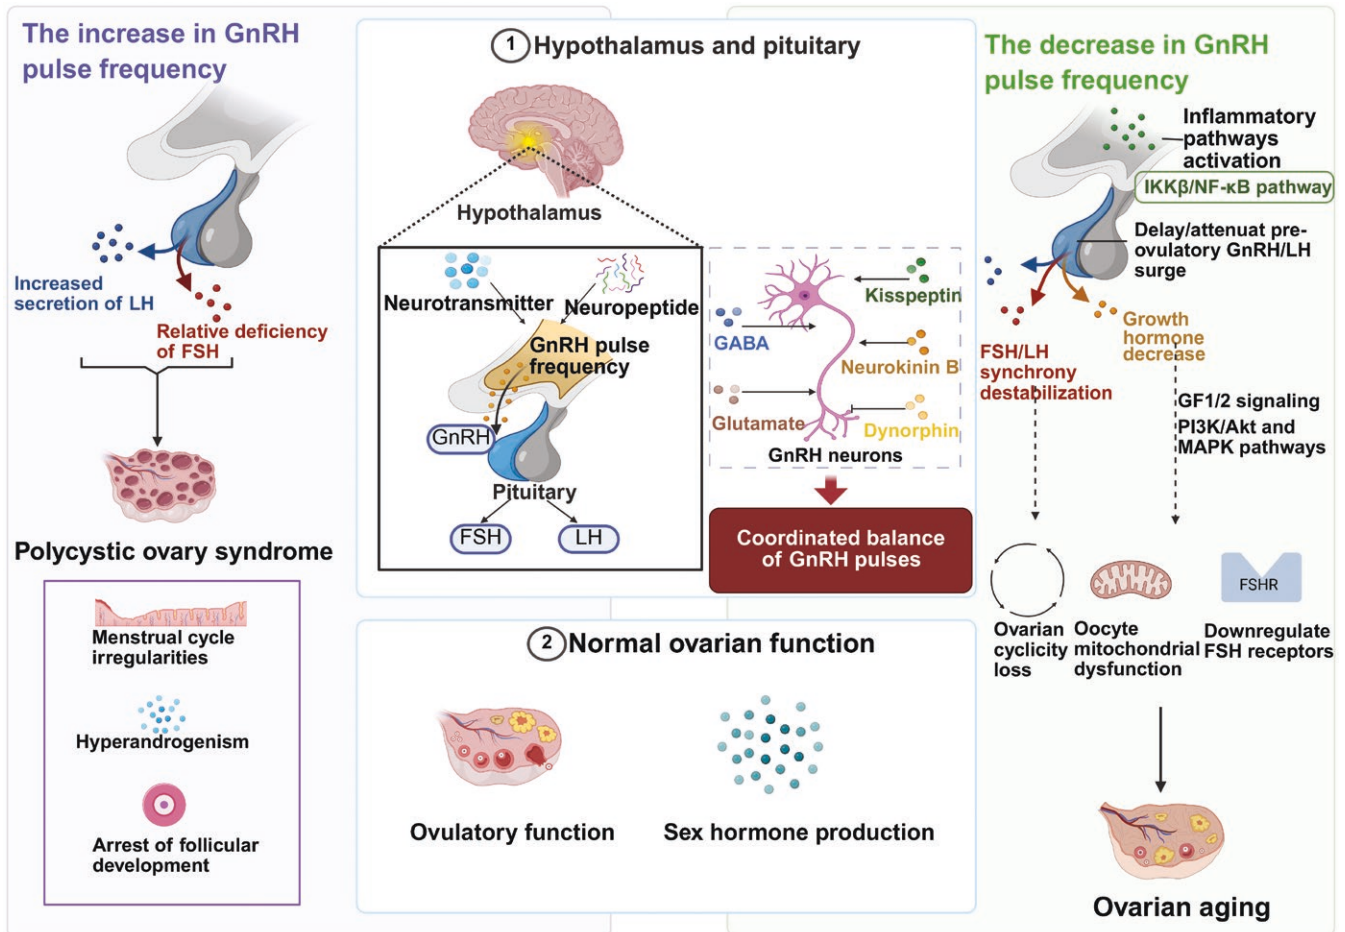 The increase in GnRH
pulse frequency
Increased
secretion of LH
Relative deficiency
of FSH
Polycystic ovary syndrome
Menstrual cycle
irregularities
Hyperandrogenism
Arrest of follicular
development
1 Hypothalamus and pituitary
Hypothalamus
Neurotransmitter
Neuropeptide
GnRH pulse
frequency
GnRH
Pituitary
FSH
LH
Kisspeptin
GABA
Neurokinin B
Glutamate
Dynorphin
GnRH neurons
Coordinated balance
of GnRH pulses
2 Normal ovarian function
Ovulatory function
Sex hormone production
The decrease in GnRH
pulse frequency
Inflammatory
pathways
activation
IKKβ/NF-κB pathway
Delay/attenuat pre-
ovulatory GnRH/LH
surge
Growth
hormone
decrease
FSH/LH
synchrony
destabilization
GF1/2 signaling
PI3K/Akt and
MAPK pathways
FSHR
Ovarian
cyclicity
loss
Oocyte
mitochondrial
dysfunction
Downregulate
FSH receptors
Ovarian aging